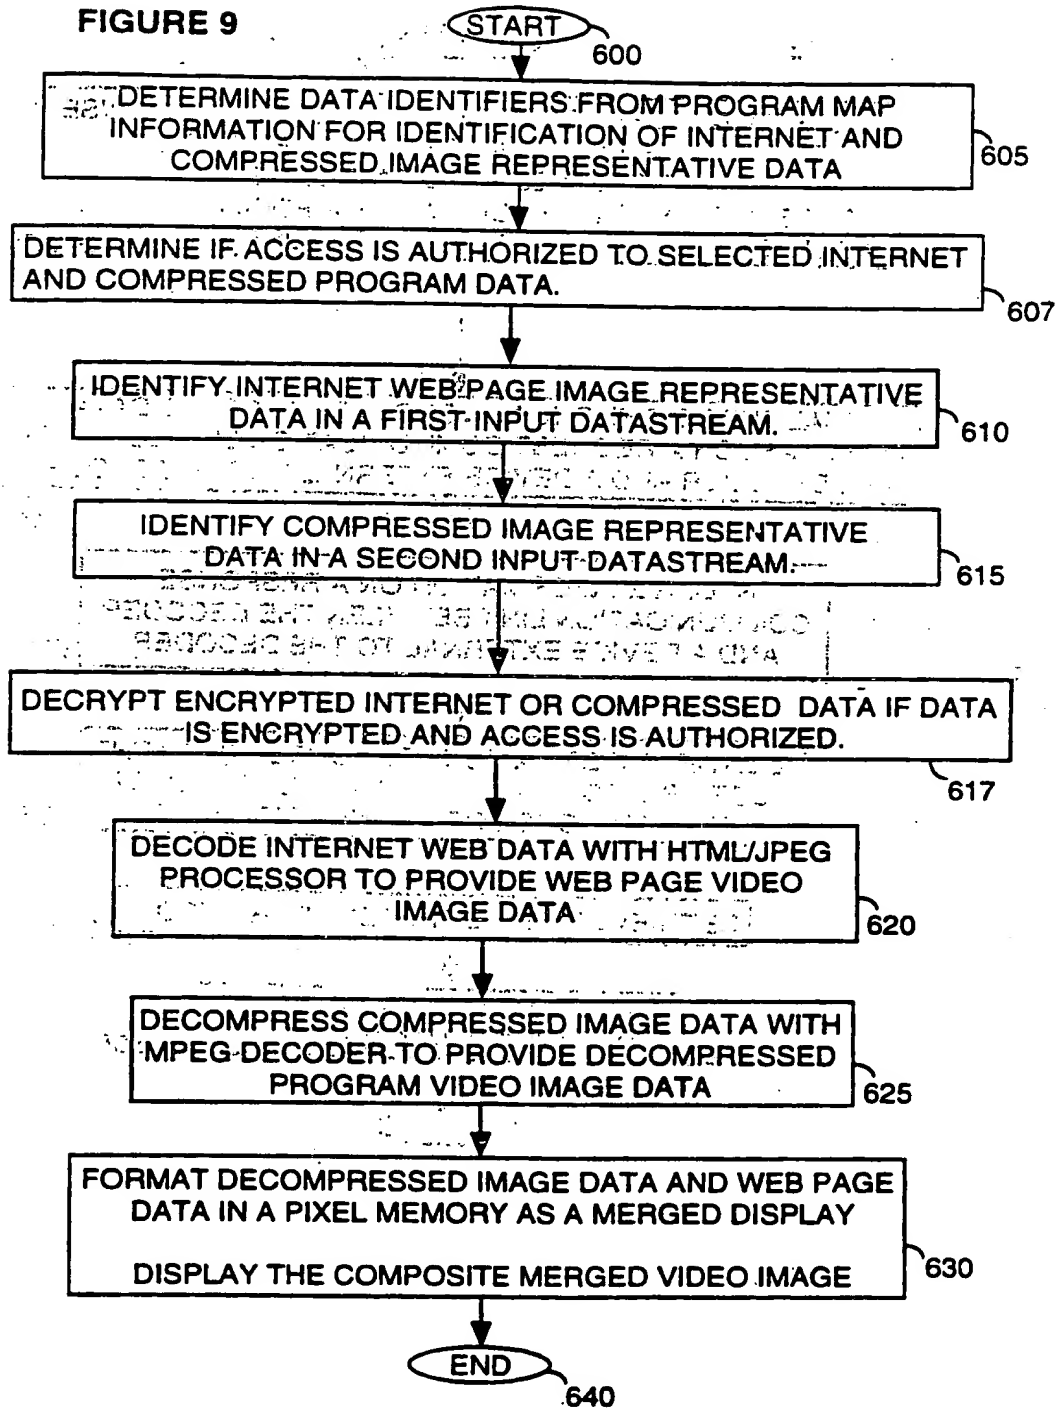 FIGURE 9
START
600
DETERMINE DATA IDENTIFIERS FROM PROGRAM MAP
INFORMATION FOR IDENTIFICATION OF INTERNET AND
COMPRESSED IMAGE REPRESENTATIVE DATA
605
DETERMINE IF ACCESS IS AUTHORIZED TO SELECTED INTERNET
AND COMPRESSED PROGRAM DATA.
607
IDENTIFY INTERNET WEB PAGE IMAGE REPRESENTATIVE
DATA IN A FIRST INPUT DATASTREAM.
610
IDENTIFY COMPRESSED IMAGE REPRESENTATIVE
DATA IN A SECOND INPUT DATASTREAM.
615
DECRYPT ENCRYPTED INTERNET OR COMPRESSED DATA IF DATA
IS ENCRYPTED AND ACCESS IS AUTHORIZED.
617
DECODE INTERNET WEB DATA WITH HTML/JPEG
PROCESSOR TO PROVIDE WEB PAGE VIDEO
IMAGE DATA
620
DECOMPRESS COMPRESSED IMAGE DATA WITH
MPEG DECODER TO PROVIDE DECOMPRESSED
PROGRAM VIDEO IMAGE DATA
625
FORMAT DECOMPRESSED IMAGE DATA AND WEB PAGE
DATA IN A PIXEL MEMORY AS A MERGED DISPLAY
DISPLAY THE COMPOSITE MERGED VIDEO IMAGE
630
END
640